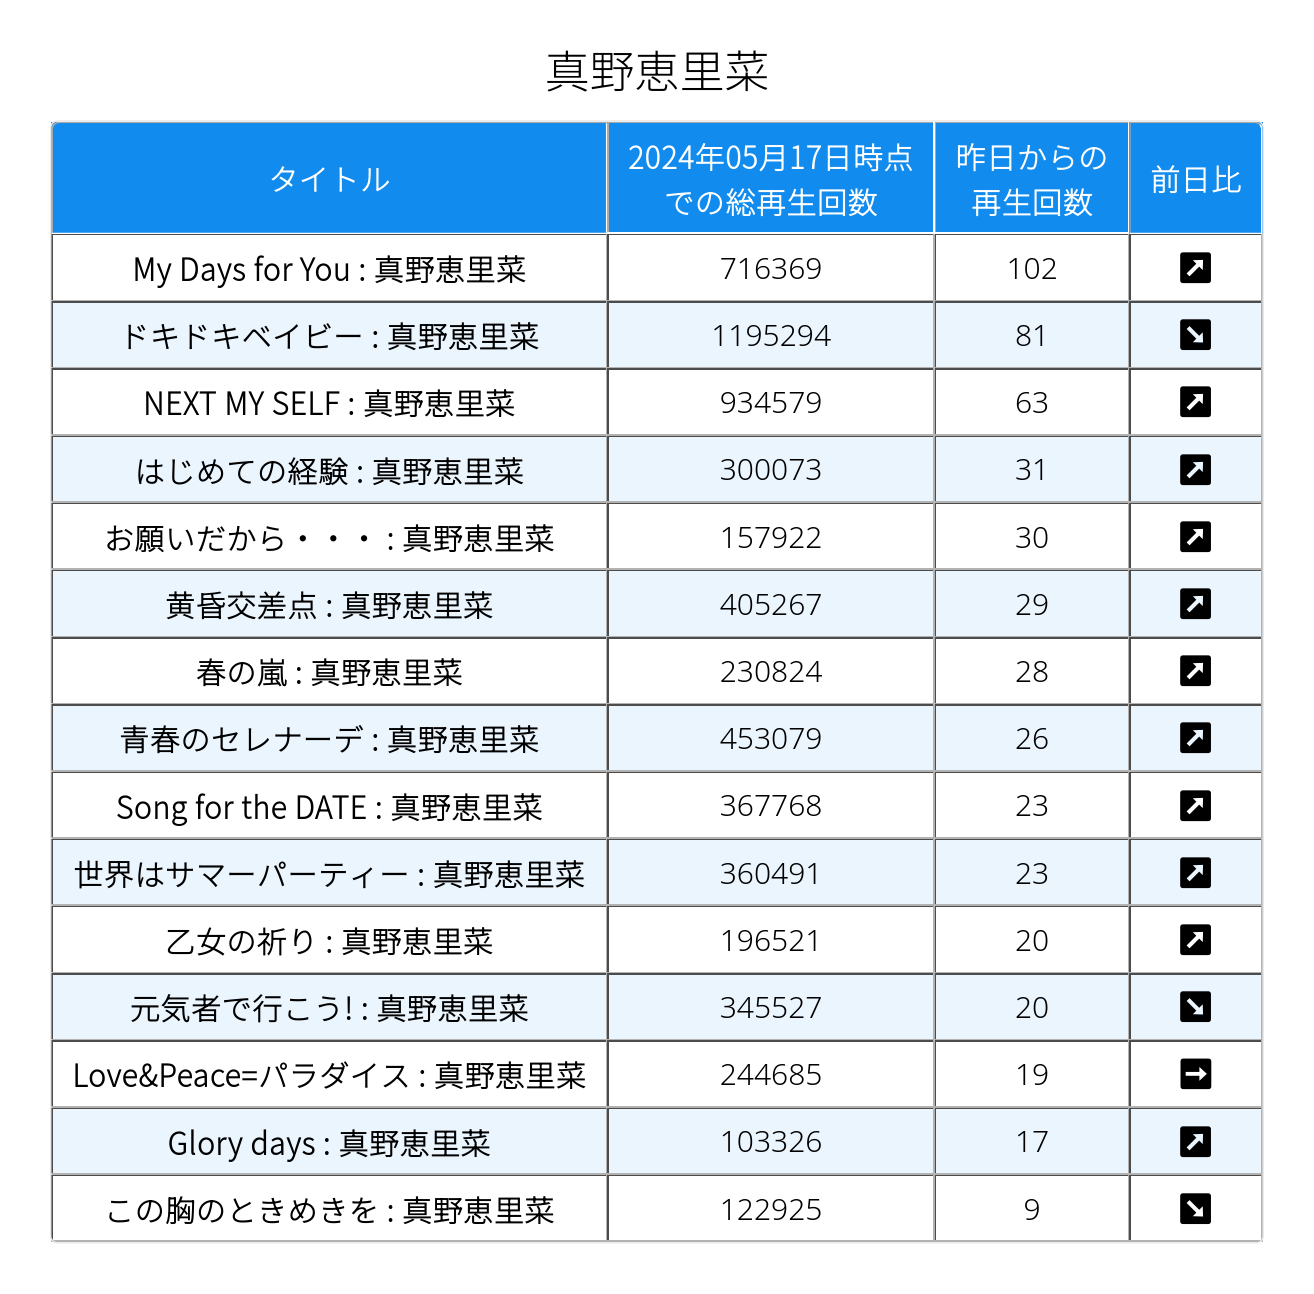 真野恵里菜
タイトル 2024年05月17日時点での総再生回数 昨日からの再生回数 前日比
My Days for You : 真野恵里菜 716369 102 ↗
ドキドキベイビー : 真野恵里菜 1195294 81 ↘
NEXT MY SELF : 真野恵里菜 934579 63 ↗
はじめての経験 : 真野恵里菜 300073 31 ↗
お願いだから・・・ : 真野恵里菜 157922 30 ↗
黄昏交差点 : 真野恵里菜 405267 29 ↗
春の嵐 : 真野恵里菜 230824 28 ↗
青春のセレナーデ : 真野恵里菜 453079 26 ↗
Song for the DATE : 真野恵里菜 367768 23 ↗
世界はサマーパーティー : 真野恵里菜 360491 23 ↗
乙女の祈り : 真野恵里菜 196521 20 ↗
元気者で行こう! : 真野恵里菜 345527 20 ↘
Love&Peace=パラダイス : 真野恵里菜 244685 19 →
Glory days : 真野恵里菜 103326 17 ↗
この胸のときめきを : 真野恵里菜 122925 9 ↘